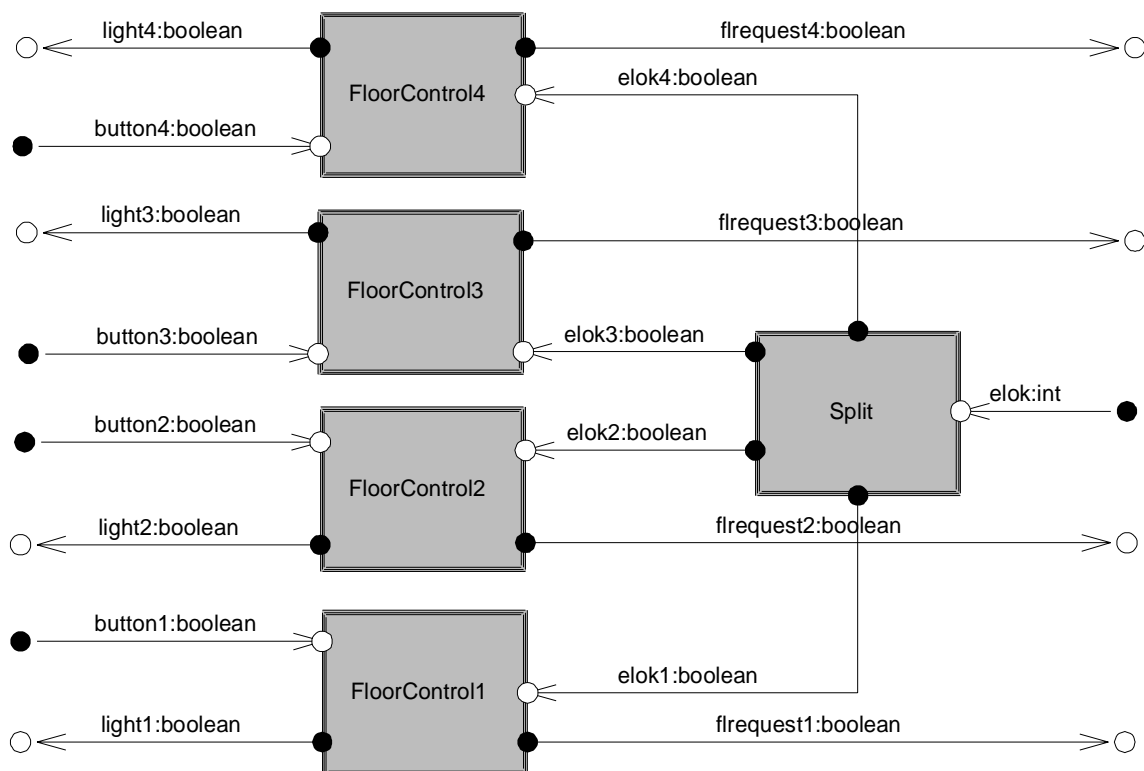 light4:boolean
flrequest4:boolean
elok4:boolean
FloorControl4
button4:boolean
light3:boolean
flrequest3:boolean
FloorControl3
button3:boolean
elok3:boolean
elok:int
Split
button2:boolean
elok2:boolean
FloorControl2
light2:boolean
flrequest2:boolean
button1:boolean
elok1:boolean
FloorControl1
light1:boolean
flrequest1:boolean